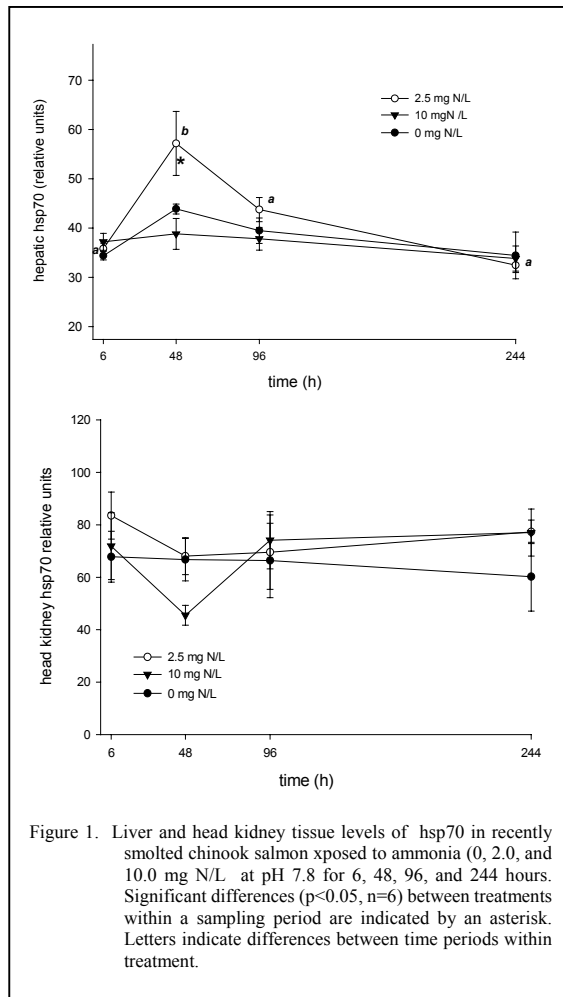 70
60
50
40
30
20
hepatic hsp70 (relative units)
2.5 mg N/L
10 mgN /L
0 mg N/L
a
b
*
a
a
6
48
96
244
time (h)
120
100
80
60
40
20
0
head kidney hsp70 relative units
2.5 mg N/L
10 mg N/L
0 mg N/L
6
48
96
244
time (h)
Figure 1. Liver and head kidney tissue levels of hsp70 in recently
smolted chinook salmon xposed to ammonia (0, 2.0, and
10.0 mg N/L at pH 7.8 for 6, 48, 96, and 244 hours.
Significant differences (p<0.05, n=6) between treatments
within a sampling period are indicated by an asterisk.
Letters indicate differences between time periods within
treatment.